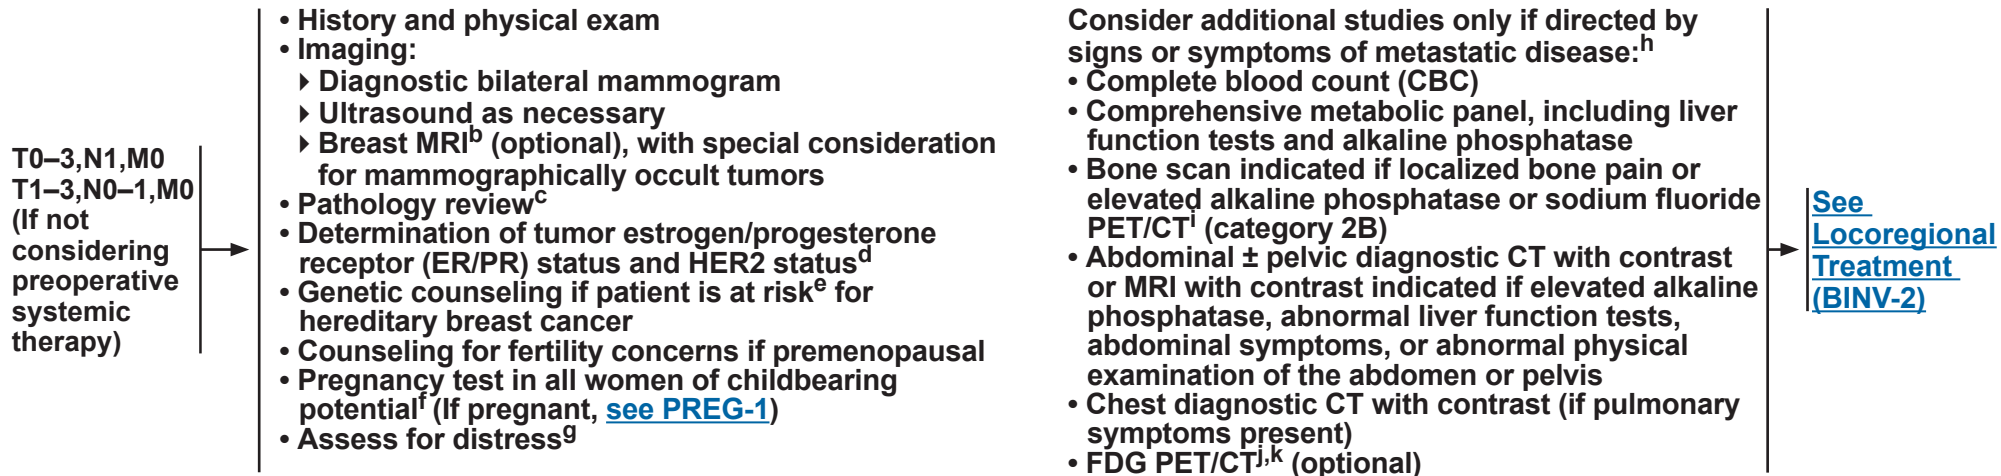 T0–3,N1,M0
T1–3,N0–1,M0
(If not
considering
preoperative
systemic
therapy)
• History and physical exam
• Imaging:
▸ Diagnostic bilateral mammogram
▸ Ultrasound as necessary
▸ Breast MRIb (optional), with special consideration
for mammographically occult tumors
• Pathology reviewc
• Determination of tumor estrogen/progesterone
receptor (ER/PR) status and HER2 statusd
• Genetic counseling if patient is at riske for
hereditary breast cancer
• Counseling for fertility concerns if premenopausal
• Pregnancy test in all women of childbearing
potentialf (If pregnant, see PREG-1)
• Assess for distressg
Consider additional studies only if directed by
signs or symptoms of metastatic disease:h
• Complete blood count (CBC)
• Comprehensive metabolic panel, including liver
function tests and alkaline phosphatase
• Bone scan indicated if localized bone pain or
elevated alkaline phosphatase or sodium fluoride
PET/CTi (category 2B)
• Abdominal ± pelvic diagnostic CT with contrast
or MRI with contrast indicated if elevated alkaline
phosphatase, abnormal liver function tests,
abdominal symptoms, or abnormal physical
examination of the abdomen or pelvis
• Chest diagnostic CT with contrast (if pulmonary
symptoms present)
• FDG PET/CTj,k (optional)
See
Locoregional
Treatment
(BINV-2)